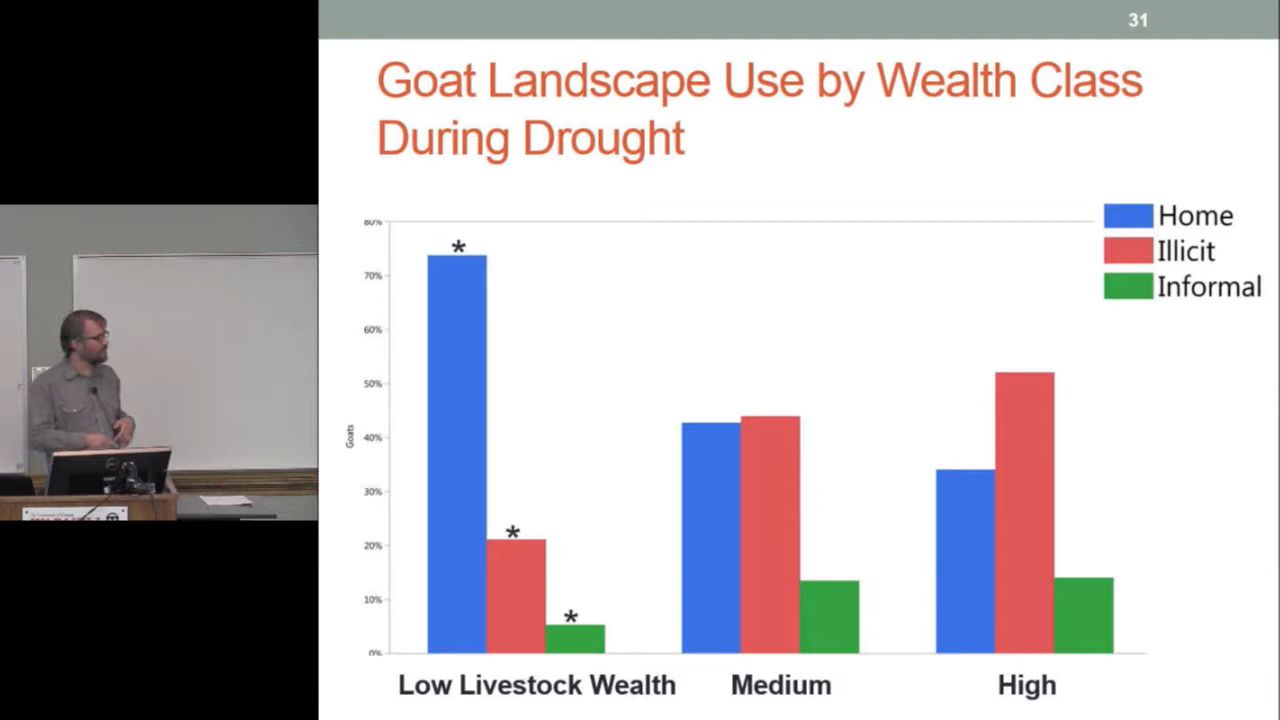 31
Goat Landscape Use by Wealth Class
During Drought
Home
Illicit
Informal
80%
70%
60%
50%
40%
30%
20%
10%
0%
Goats
*
*
*
Low Livestock Wealth
Medium
High